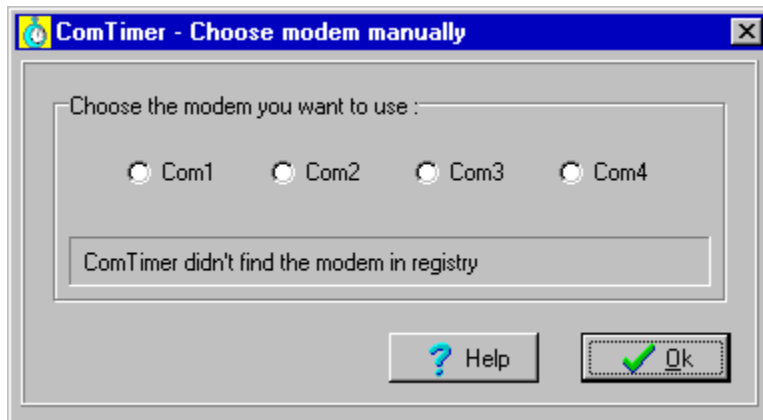 ComTimer - Choose modem manually
Choose the modem you want to use :
Com1 Com2 Com3 Com4
ComTimer didn't find the modem in registry
Help Ok